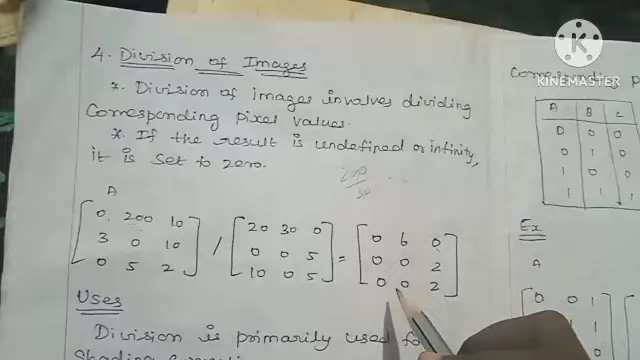 4. Division of Images
*. Division of images involves dividing
Corresponding pixel values.
*. If the result is undefined or infinity,
it is set to zero.
A
[0, 200 10] / [20 30 0] = [0 6 0]
[3 0 10] [0 0 5] [0 0 2]
[0 5 2] [10 0 5] [0 0 2]
Uses
Division is primarily used fo
K
KINEMASTER
A B C
0 0 0
0 1 0
1 0 0
1 1 1
Ex
A
0 0 1